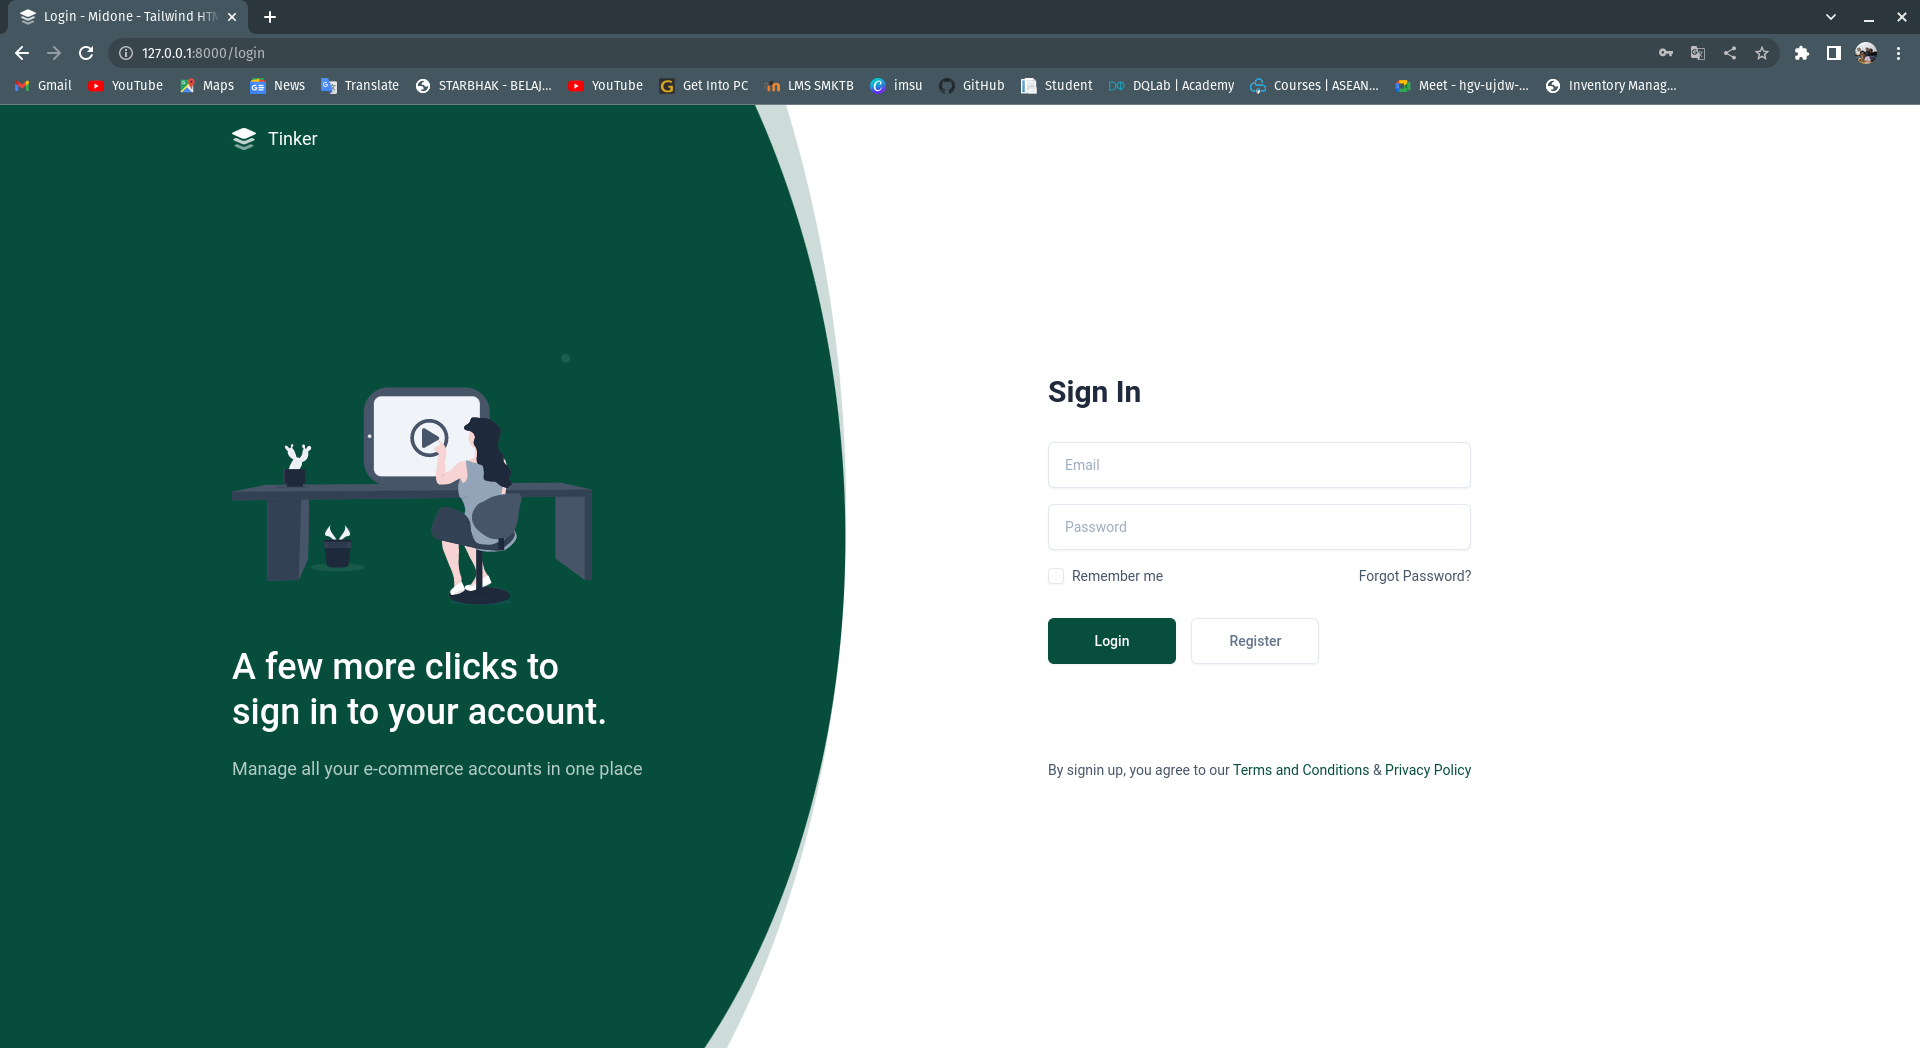 Login - Midone - Tailwind HTM
127.0.0.1:8000/login
Gmail YouTube Maps News Translate STARBHAK - BELAJ... YouTube Get Into PC LMS SMKTB imsu GitHub Student DQLab | Academy Courses | ASEAN... Meet - hgv-ujdw-... Inventory Manag...
Tinker
A few more clicks to
sign in to your account.
Manage all your e-commerce accounts in one place
Sign In
Email
Password
Remember me Forgot Password?
Login Register
By signin up, you agree to our Terms and Conditions & Privacy Policy